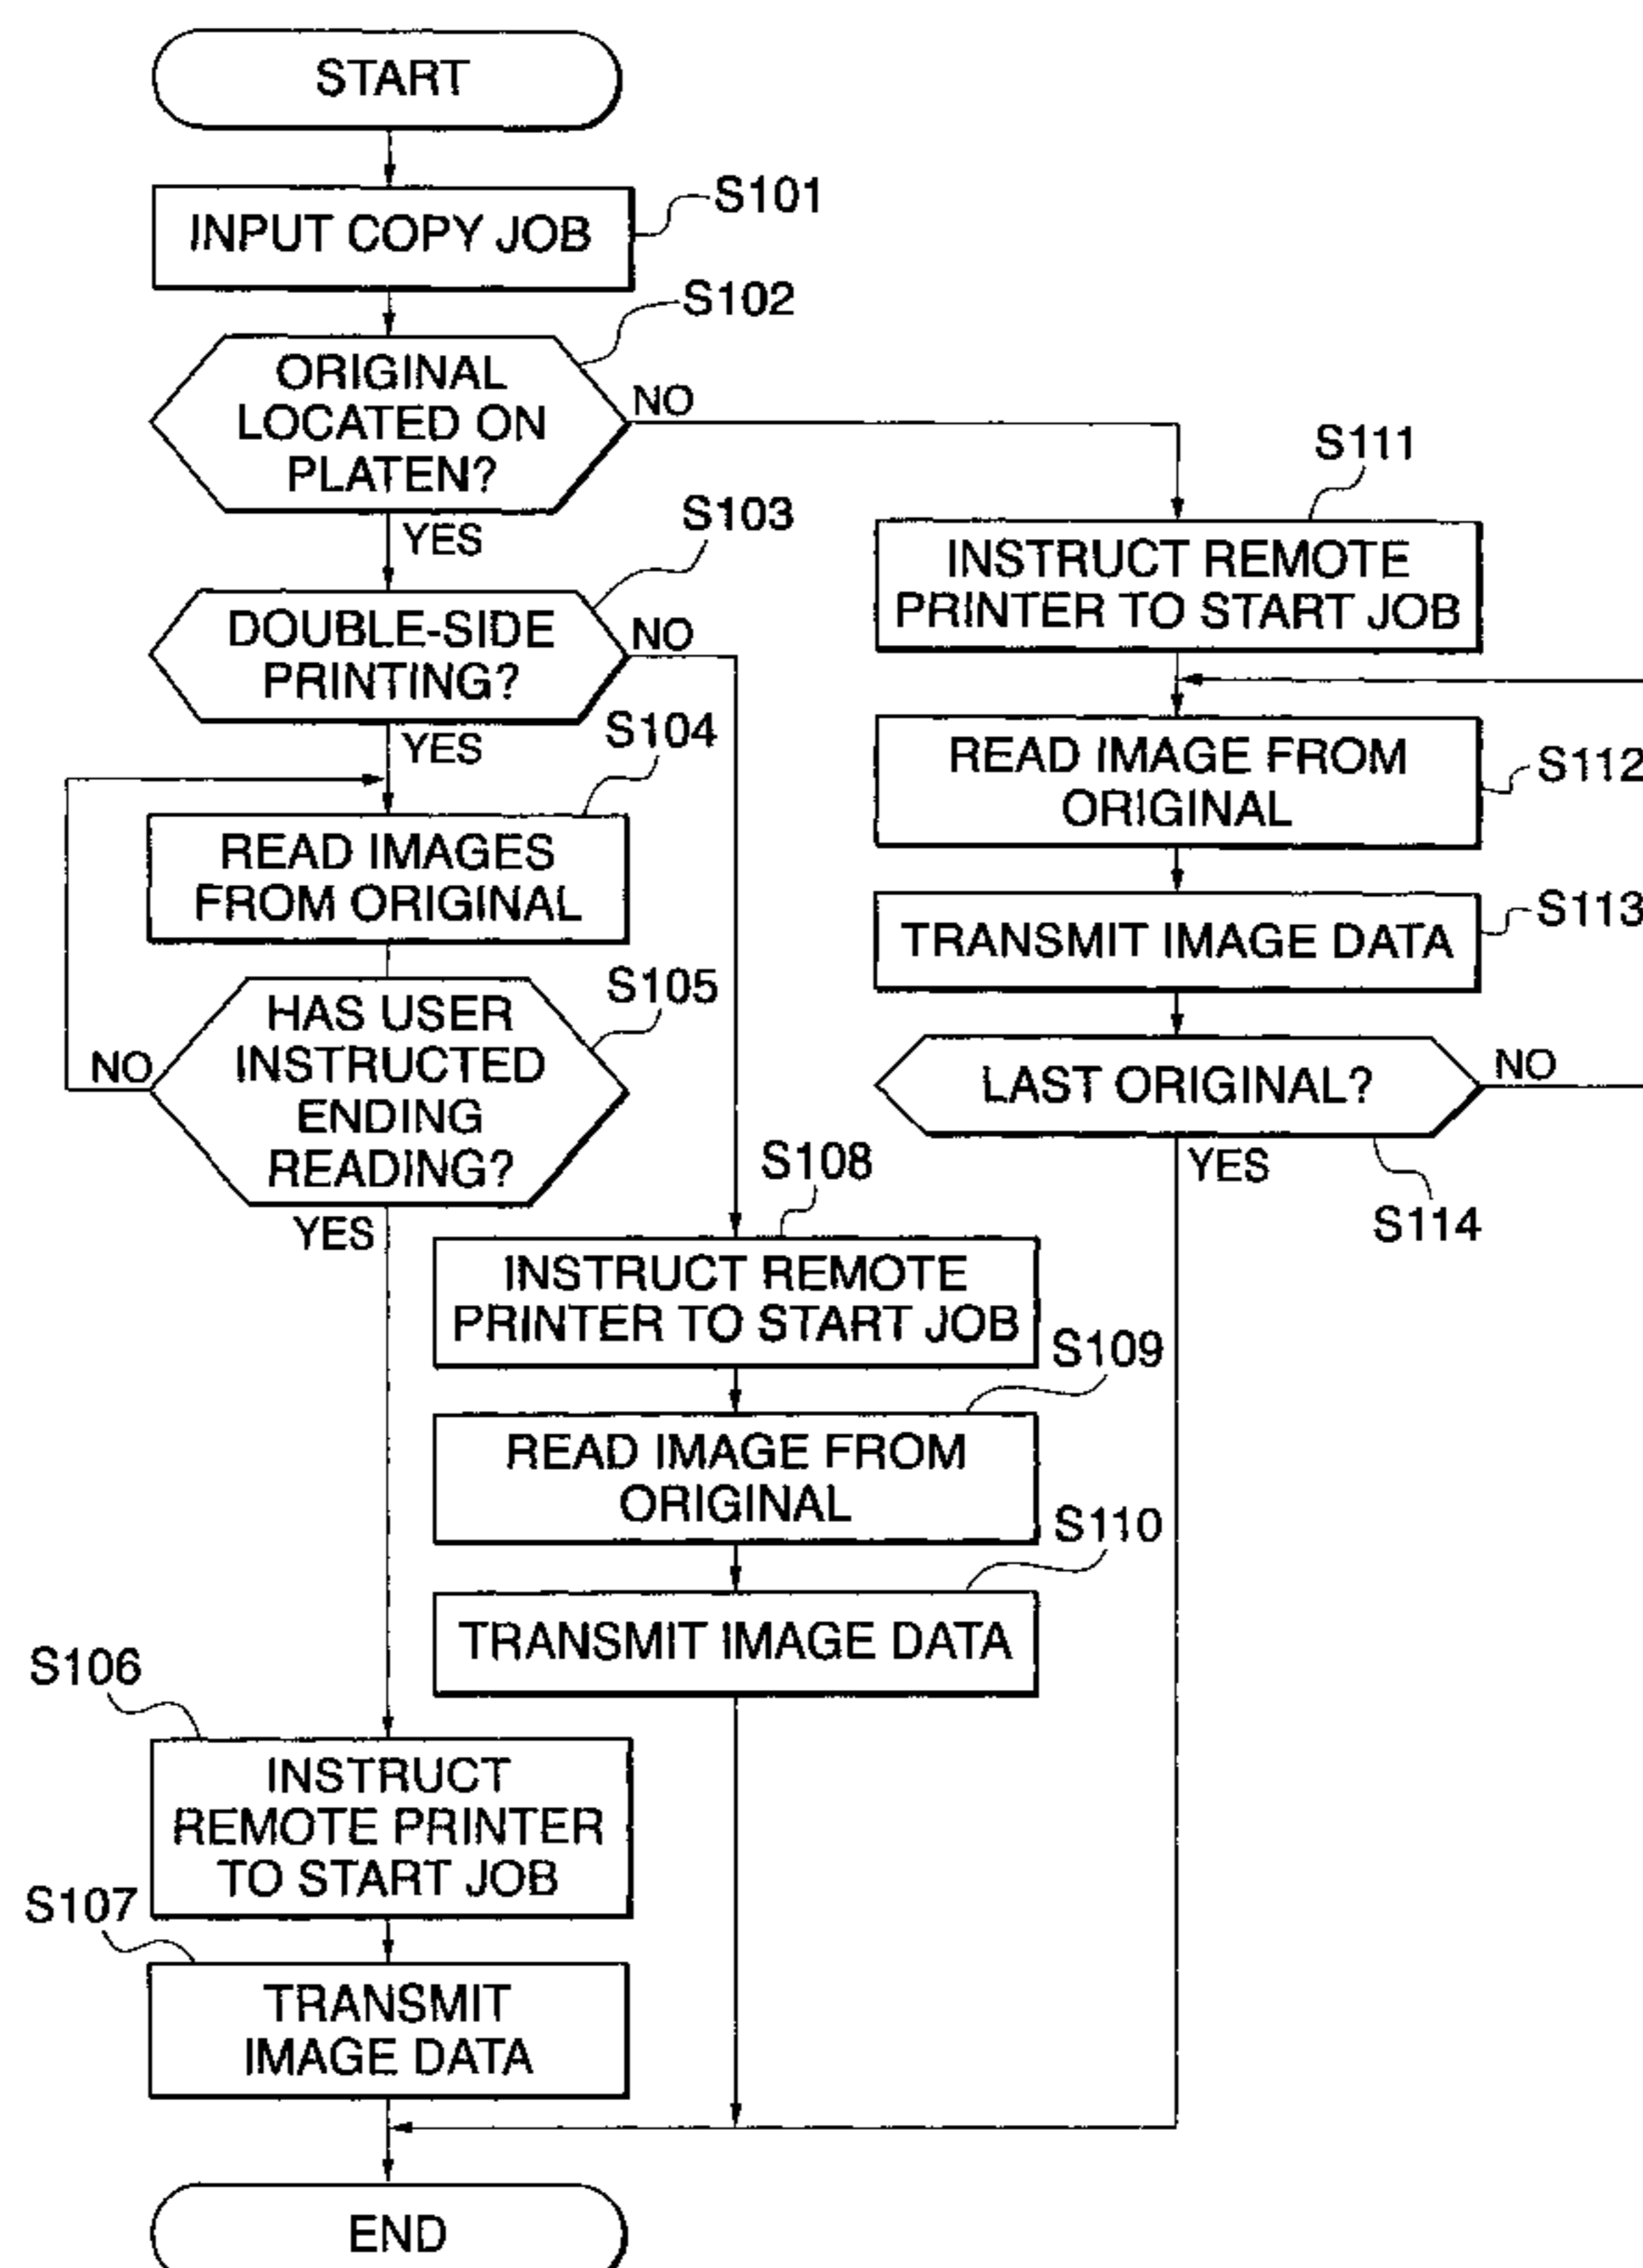 START
INPUT COPY JOB
S101
ORIGINAL
LOCATED ON
PLATEN?
S102
NO
YES
DOUBLE-SIDE
PRINTING?
S103
NO
YES
READ IMAGES
FROM ORIGINAL
S104
HAS USER
INSTRUCTED
ENDING
READING?
S105
NO
YES
INSTRUCT
REMOTE PRINTER
TO START JOB
S106
TRANSMIT
IMAGE DATA
S107
INSTRUCT REMOTE
PRINTER TO START JOB
S108
READ IMAGE FROM
ORIGINAL
S109
TRANSMIT IMAGE DATA
S110
INSTRUCT REMOTE
PRINTER TO START JOB
S111
READ IMAGE FROM
ORIGINAL
S112
TRANSMIT IMAGE DATA
S113
LAST ORIGINAL?
S114
NO
YES
END